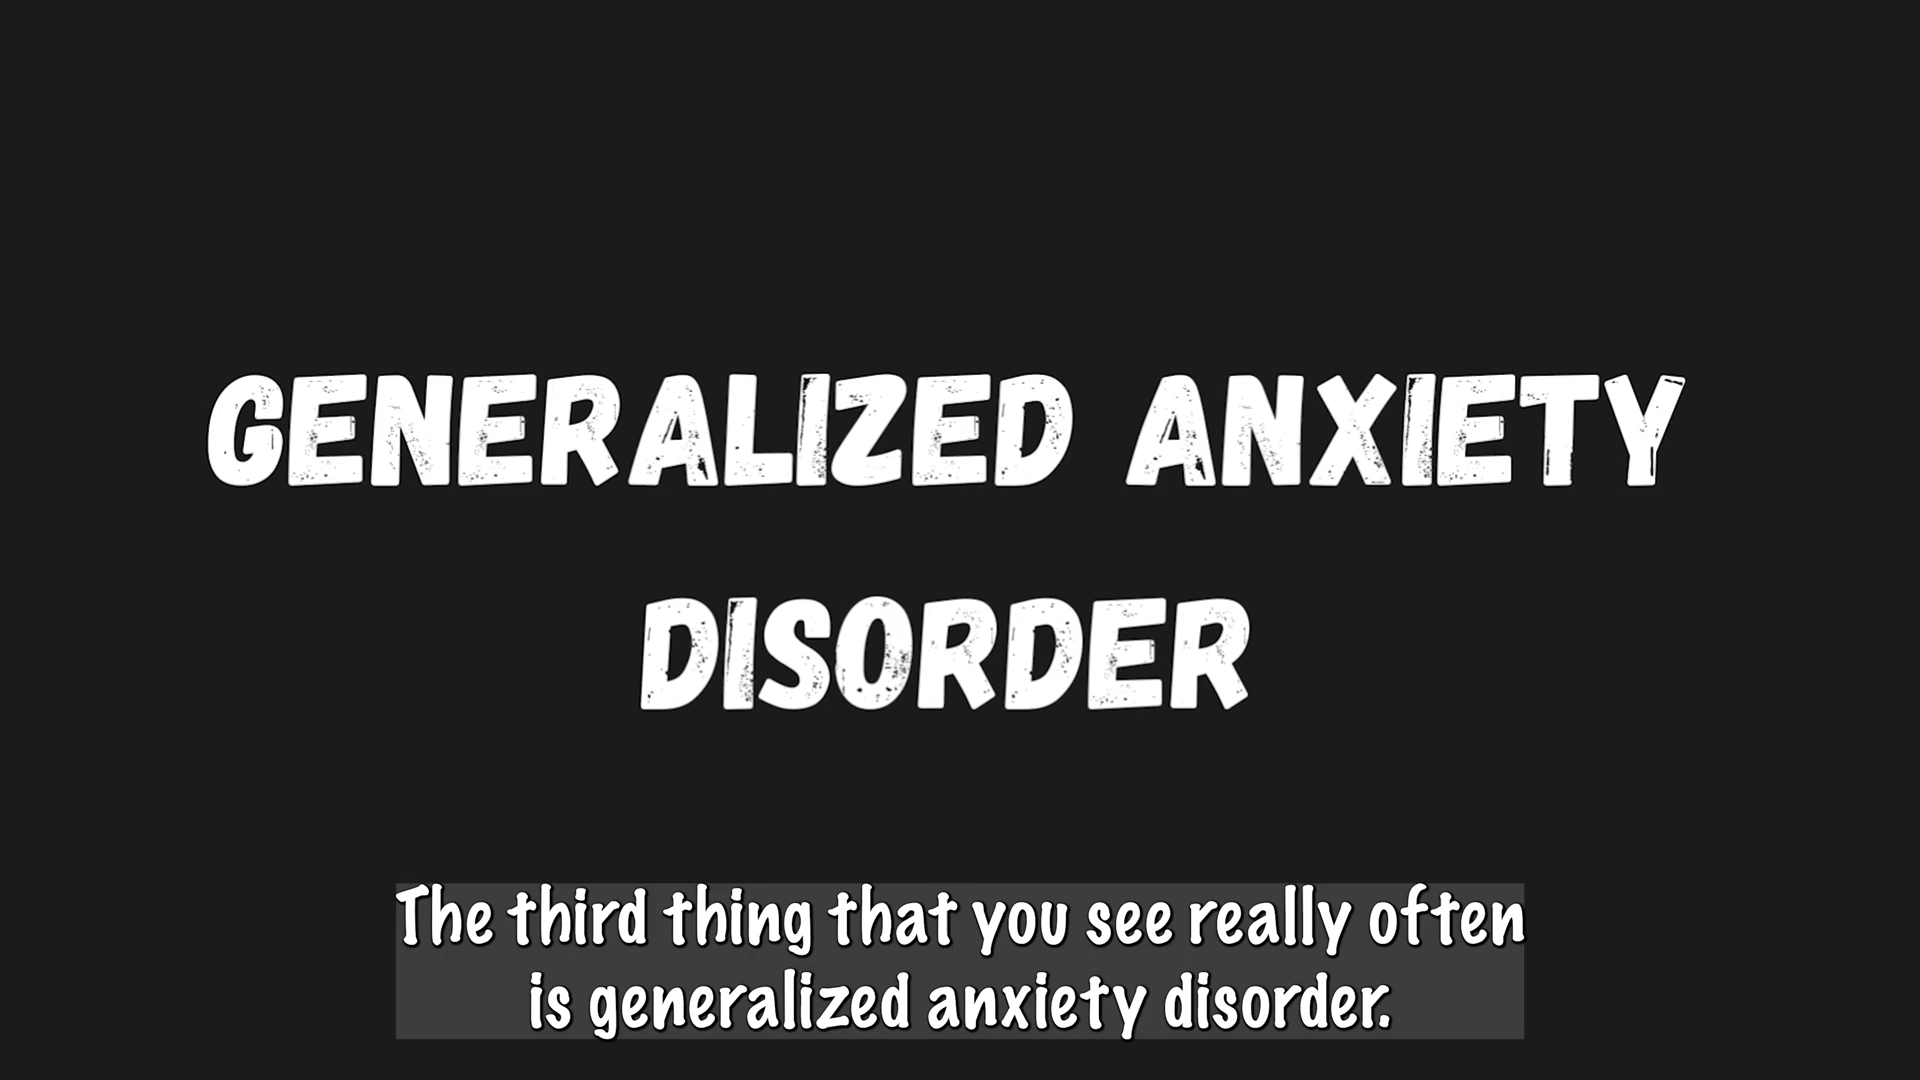 GENERALIZED ANXIETY
DISORDER
The third thing that you see really often
is generalized anxiety disorder.